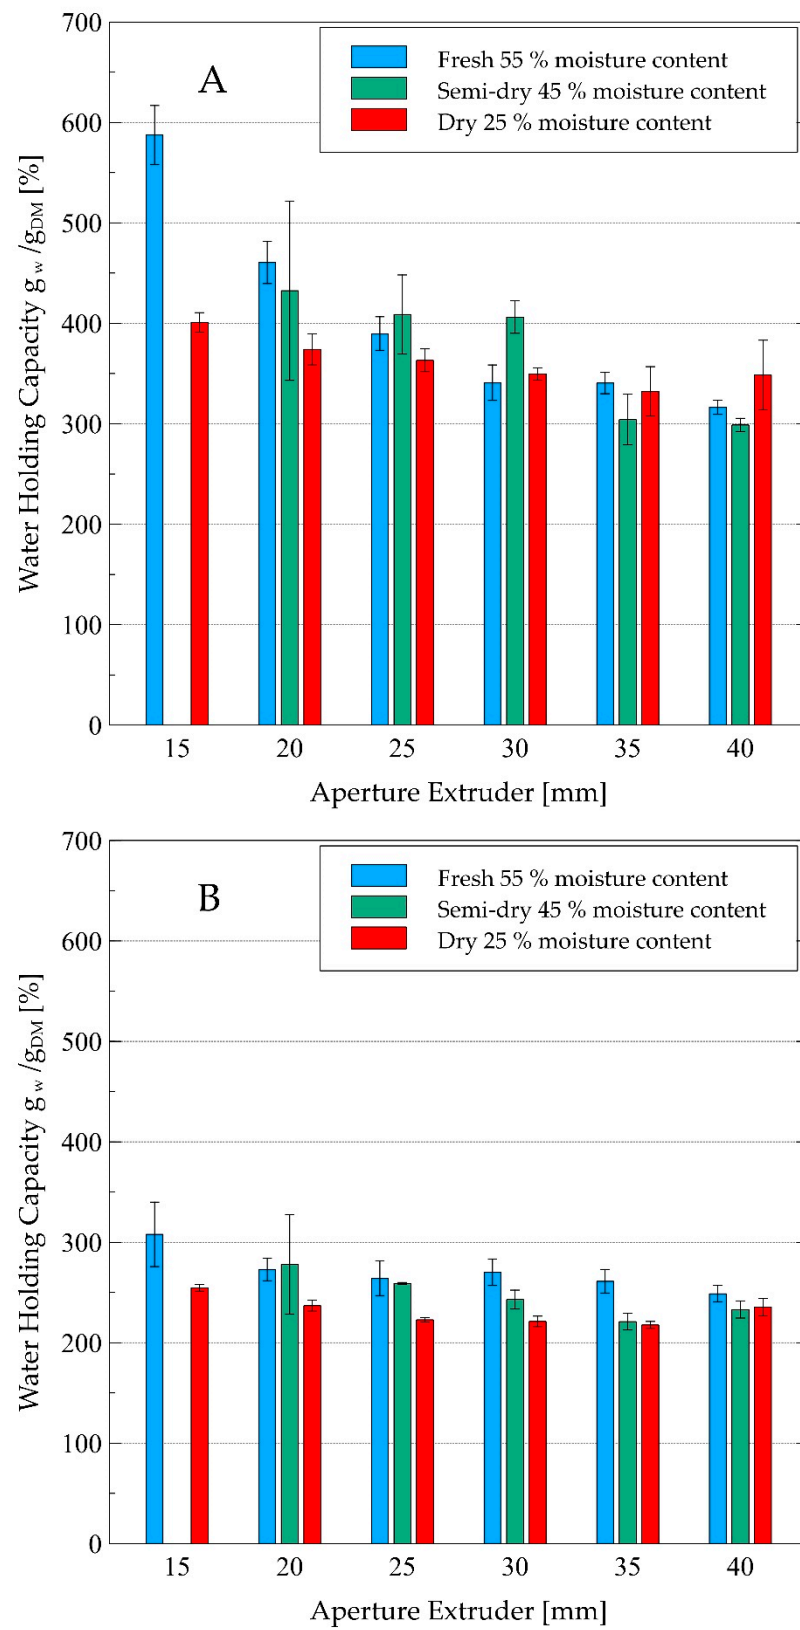 A
Fresh 55 % moisture content
Semi-dry 45 % moisture content
Dry 25 % moisture content
Water Holding Capacity g w /gDM [%]
700
600
500
400
300
200
100
0
15 20 25 30 35 40
Aperture Extruder [mm]
B
Fresh 55 % moisture content
Semi-dry 45 % moisture content
Dry 25 % moisture content
Water Holding Capacity g w /gDM [%]
700
600
500
400
300
200
100
0
15 20 25 30 35 40
Aperture Extruder [mm]